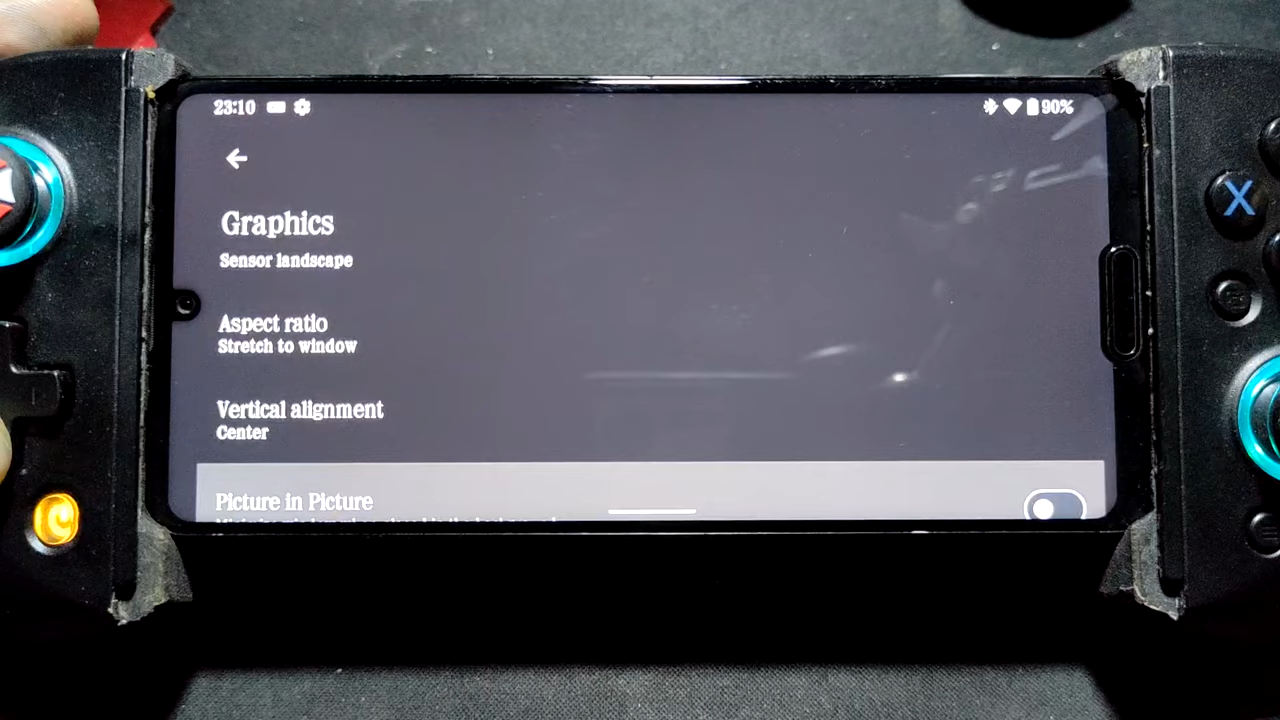 23:10
90%
Graphics
Sensor landscape
Aspect ratio
Stretch to window
Vertical alignment
Center
Picture in Picture
X